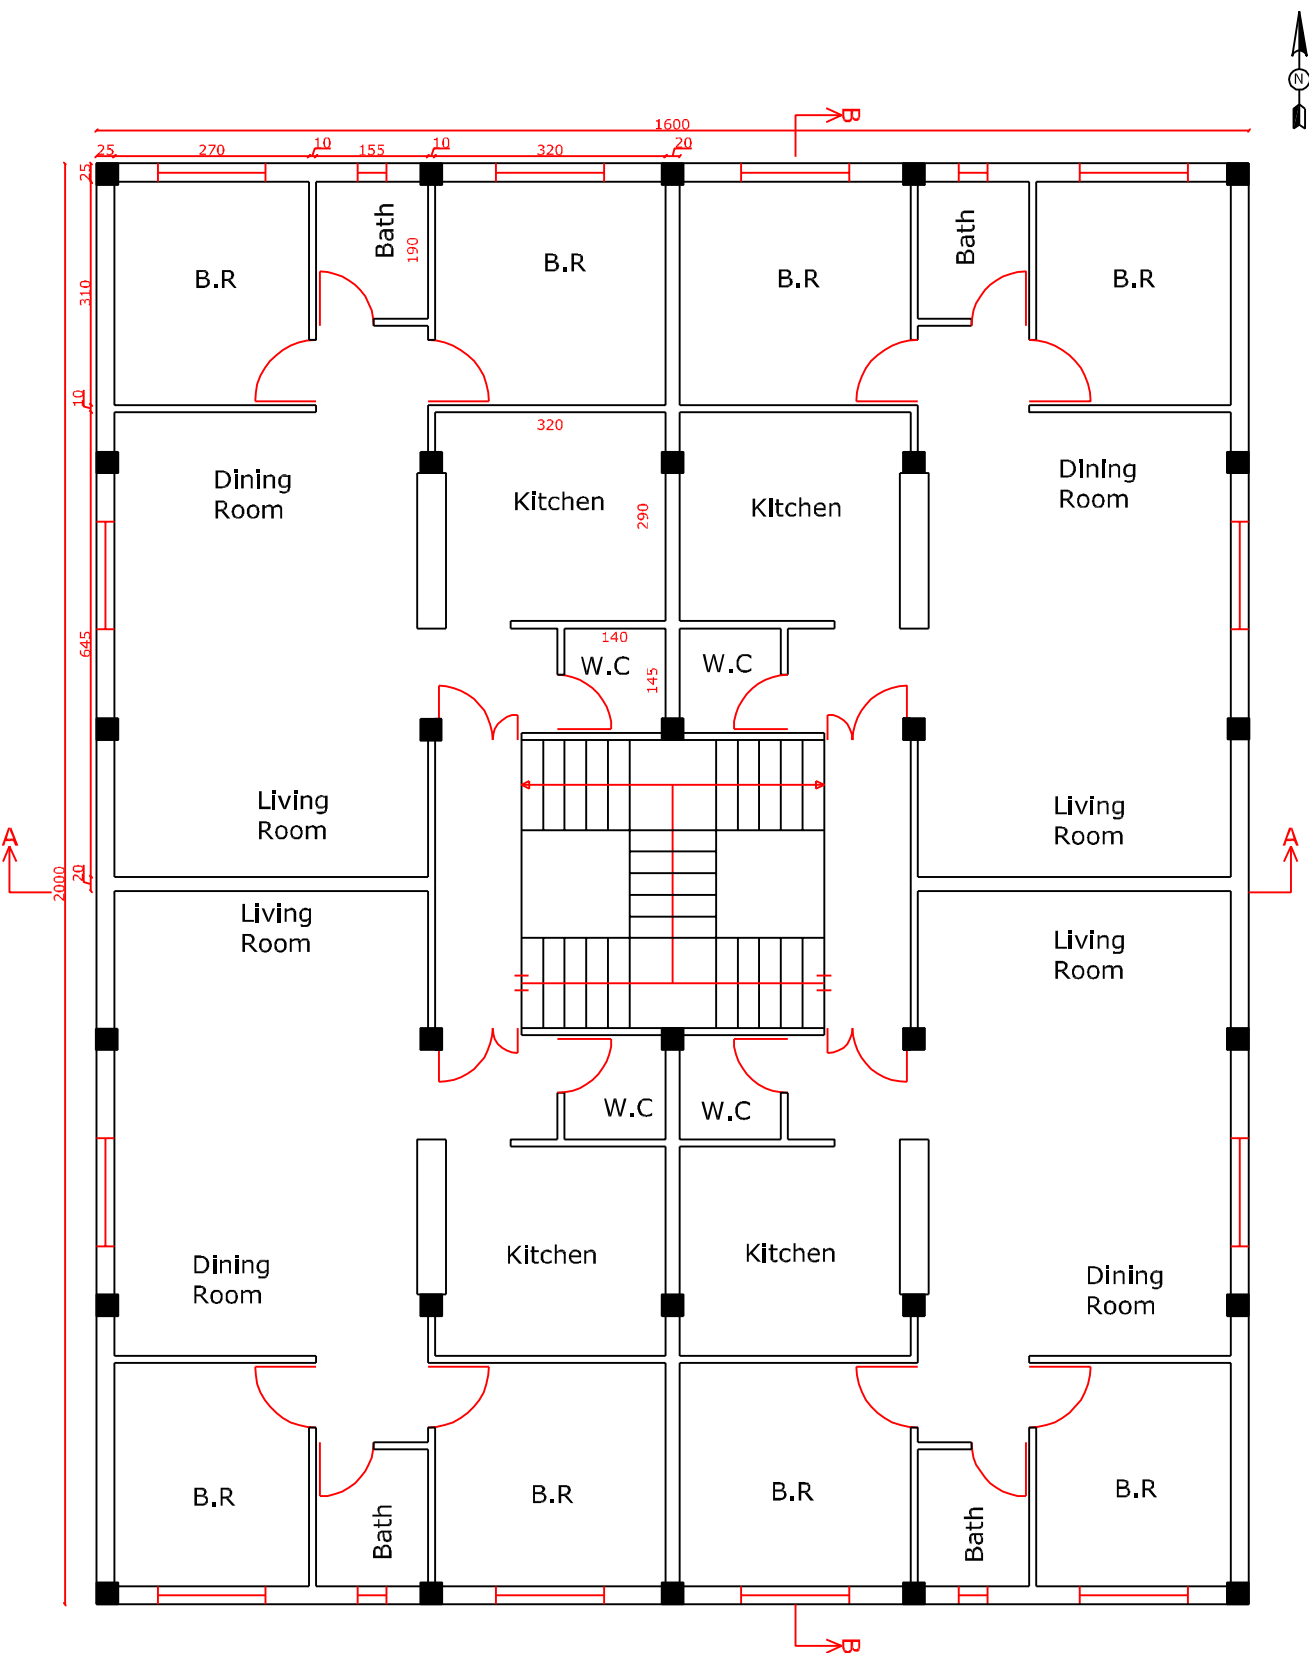 N
B
1600
25 270 10 155 10 320 20
25
Bath
190
B.R
B.R
B.R
Bath
B.R
310
10
320
Dining
Room
Kitchen
290
Kitchen
Dining
Room
645
140
W.C
145
W.C
Living
Room
Living
Room
A
A
2000
20
Living
Room
Living
Room
W.C
W.C
Dining
Room
Kitchen
Kitchen
Dining
Room
B.R
Bath
B.R
B.R
Bath
B.R
B